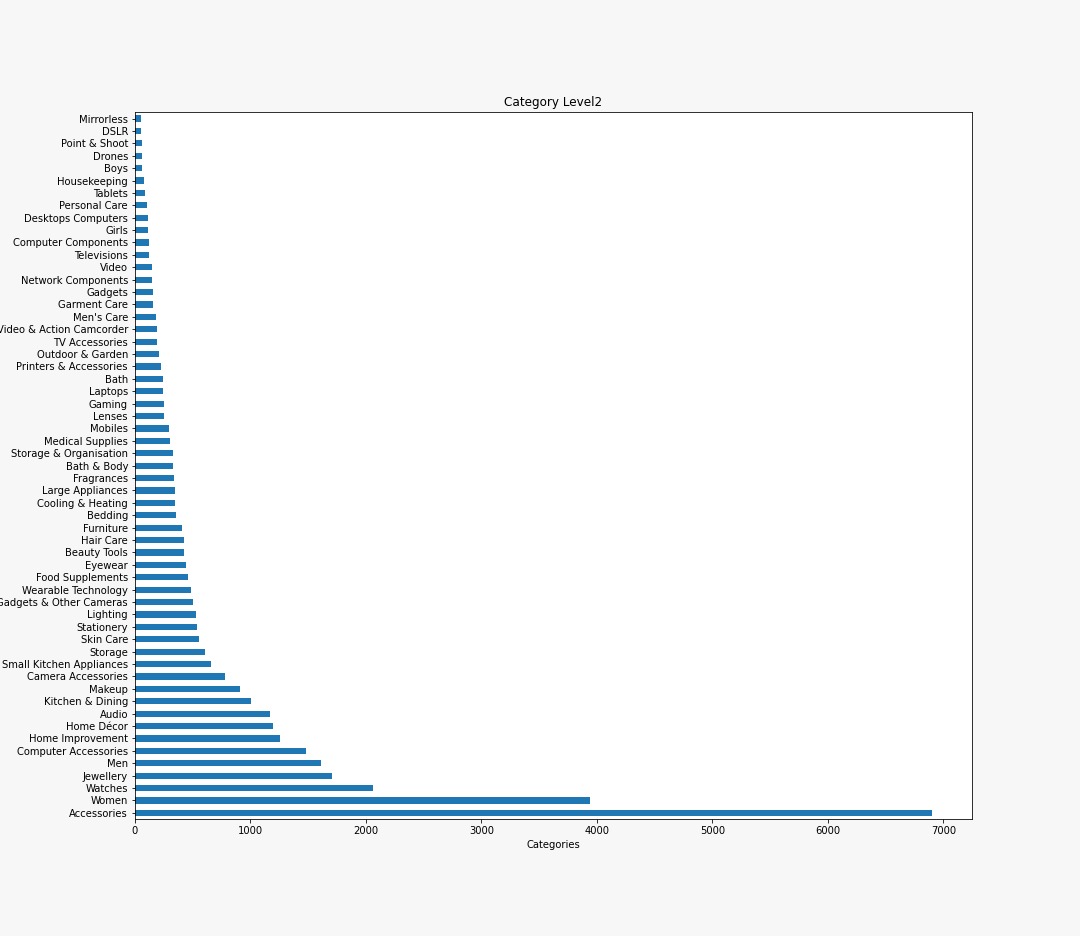 Category Level2
Mirrorless
DSLR
Point & Shoot
Drones
Boys
Housekeeping
Tablets
Personal Care
Desktops Computers
Girls
Computer Components
Televisions
Video
Network Components
Gadgets
Garment Care
Men's Care
Video & Action Camcorder
TV Accessories
Outdoor & Garden
Printers & Accessories
Bath
Laptops
Gaming
Lenses
Mobiles
Medical Supplies
Storage & Organisation
Bath & Body
Fragrances
Large Appliances
Cooling & Heating
Bedding
Furniture
Hair Care
Beauty Tools
Eyewear
Food Supplements
Wearable Technology
Gadgets & Other Cameras
Lighting
Stationery
Skin Care
Storage
Small Kitchen Appliances
Camera Accessories
Makeup
Kitchen & Dining
Audio
Home Décor
Home Improvement
Computer Accessories
Men
Jewellery
Watches
Women
Accessories
0 1000 2000 3000 4000 5000 6000 7000
Categories